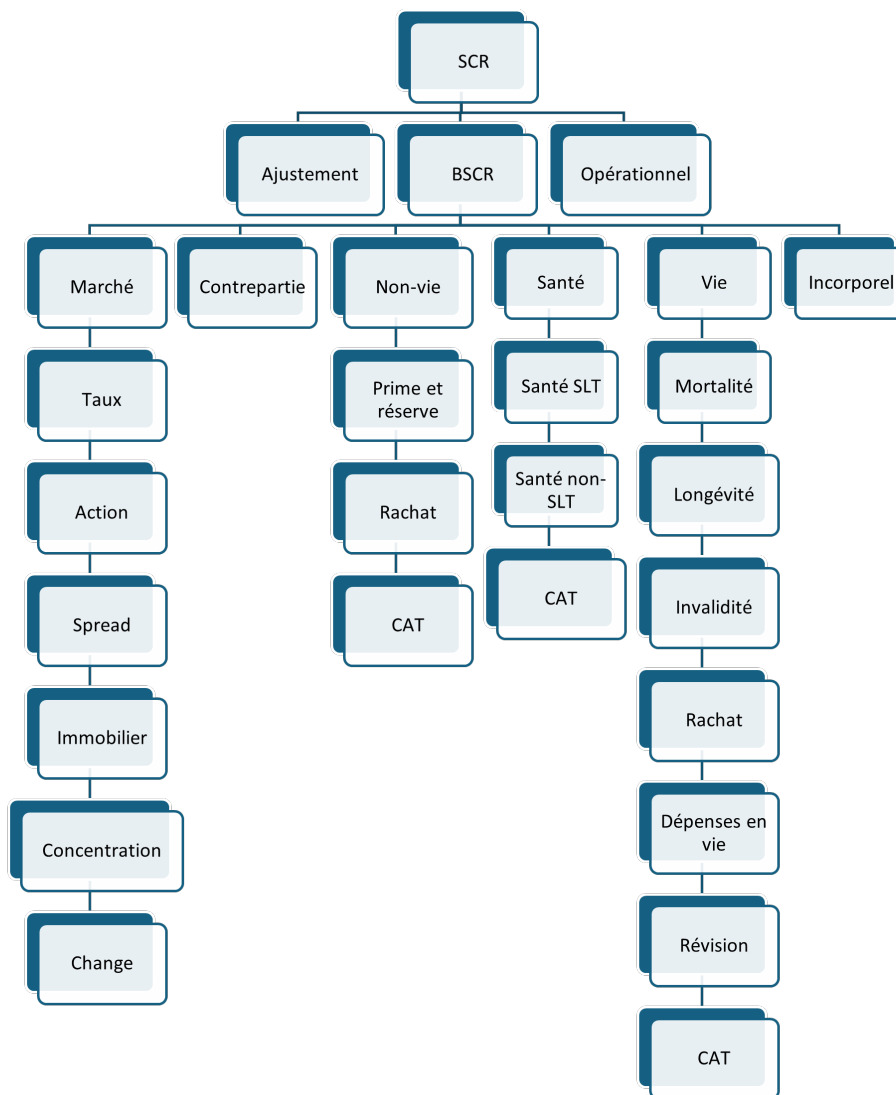 SCR
Ajustement
BSCR
Opérationnel
Marché
Contrepartie
Non-vie
Santé
Vie
Incorporel
Taux
Action
Spread
Immobilier
Concentration
Change
Prime et
réserve
Rachat
CAT
Santé SLT
Santé non-
SLT
CAT
Mortalité
Longévité
Invalidité
Rachat
Dépenses en
vie
Révision
CAT